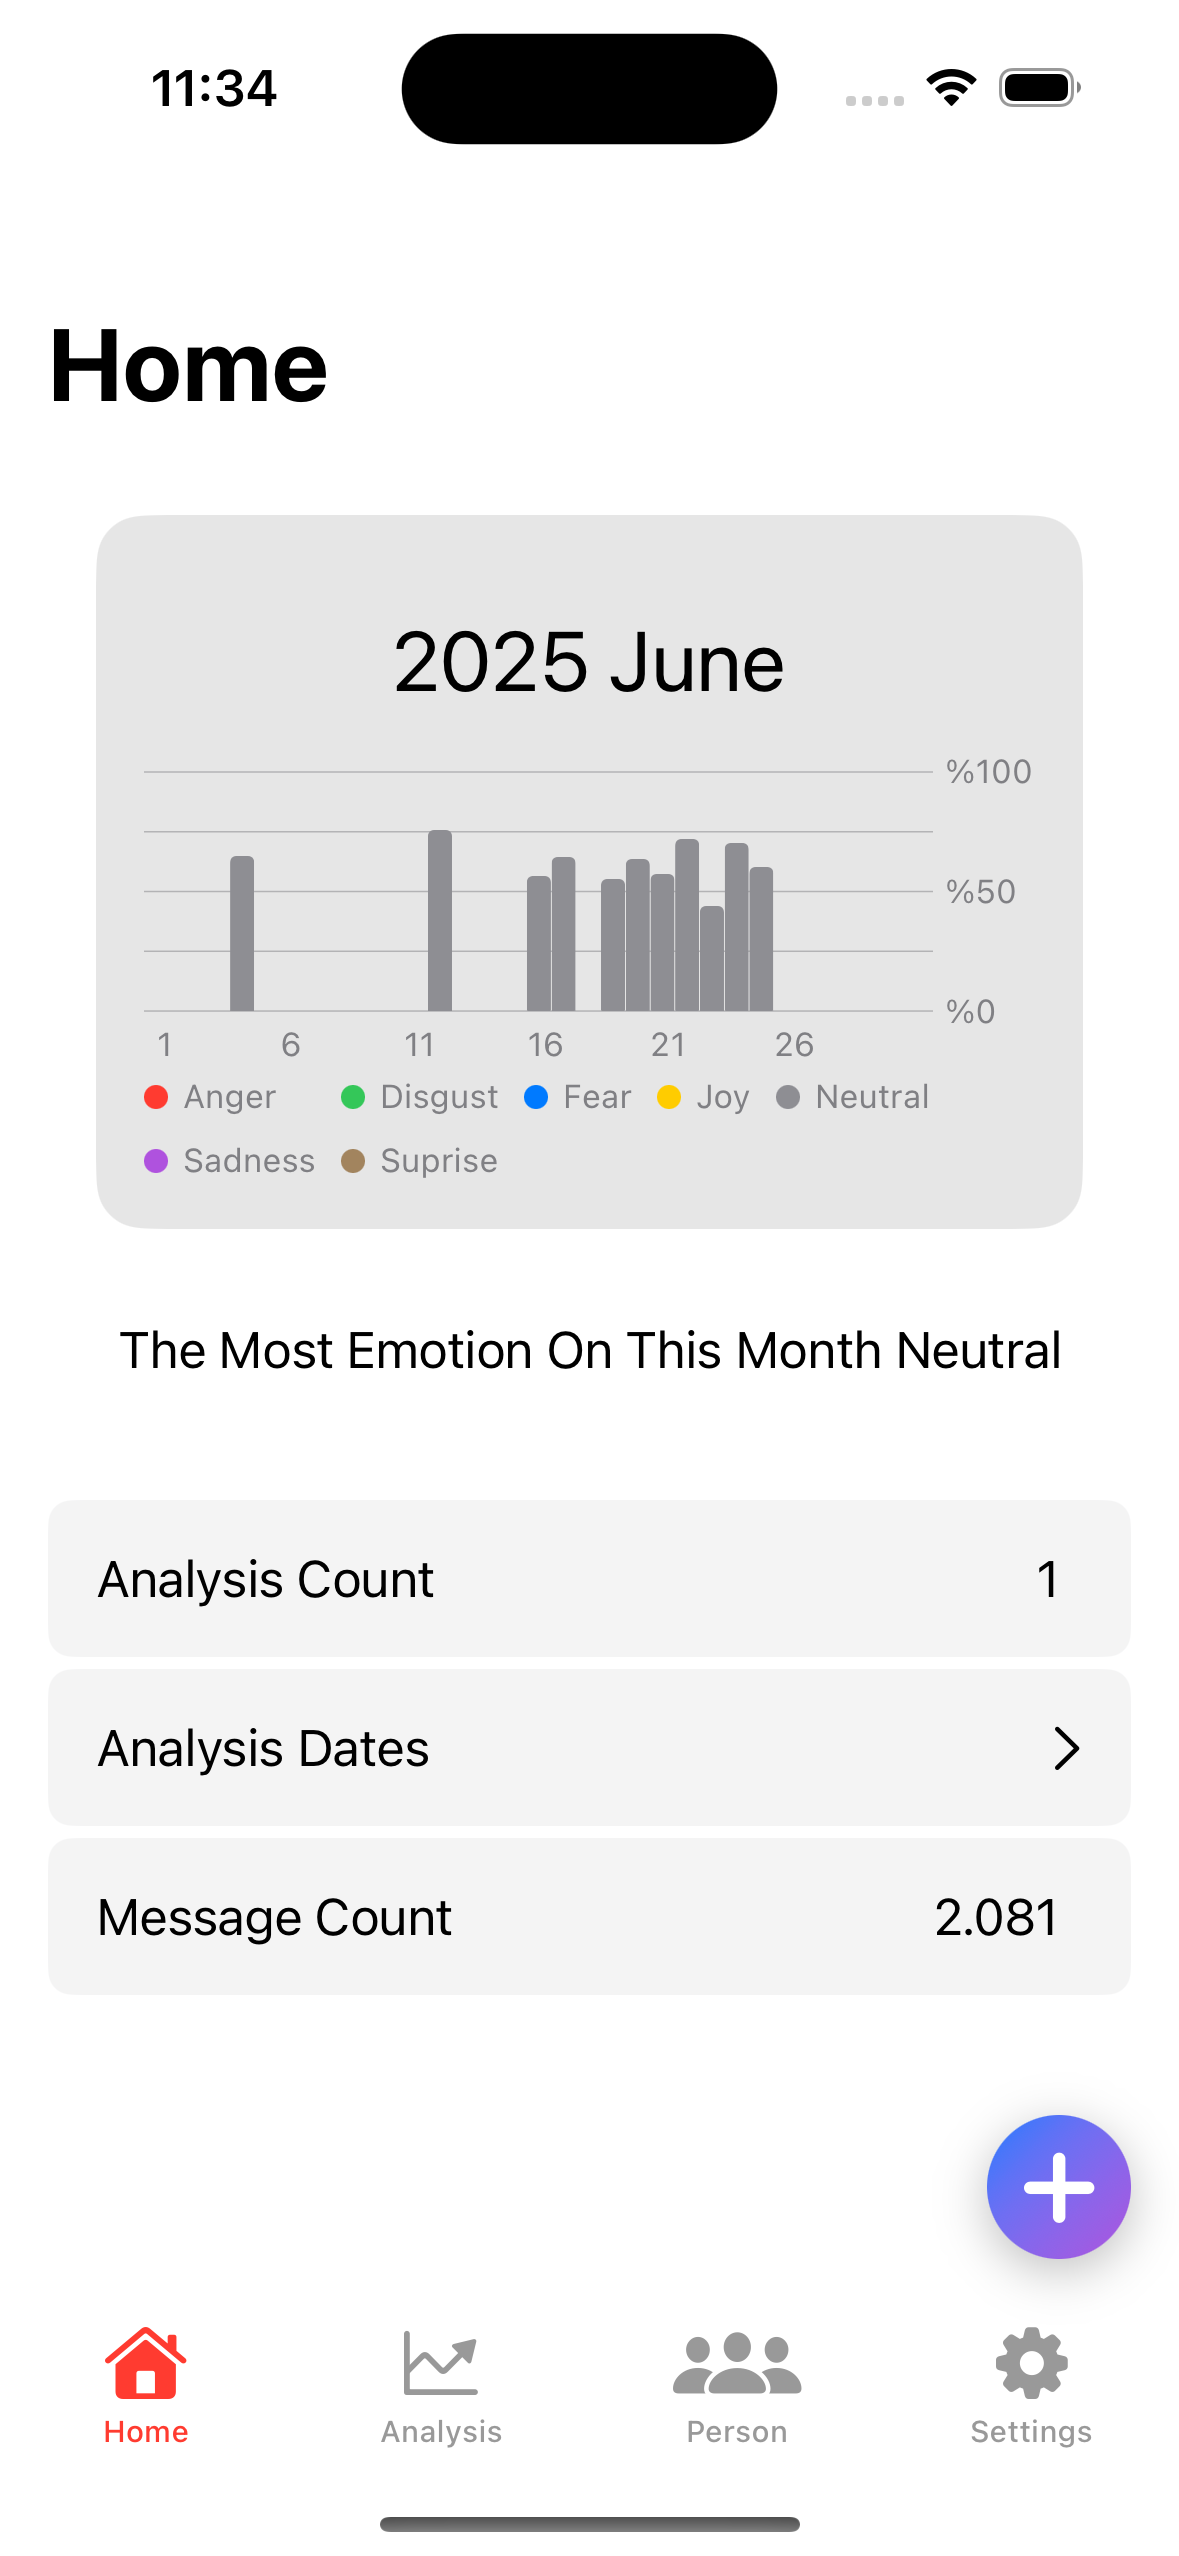 11:34
Home
2025 June
%100
%50
%0
1 6 11 16 21 26
Anger Disgust Fear Joy Neutral
Sadness Suprise
The Most Emotion On This Month Neutral
Analysis Count 1
Analysis Dates
Message Count 2.081
Home Analysis Person Settings